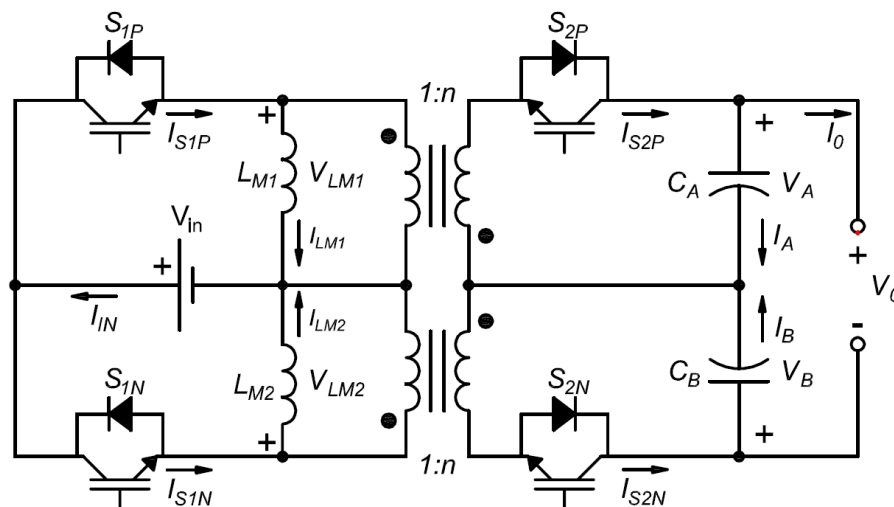 S1P
S2P
1:n
+
IS1P
+
IS2P
+
I0
LM1
VLM1
CA
VA
Vin
+
ILM1
IA
+
IIN
ILM2
IB
V0
-
S1N
LM2
VLM2
S2N
CB
VB
+
+
IS1N
1:n
IS2N